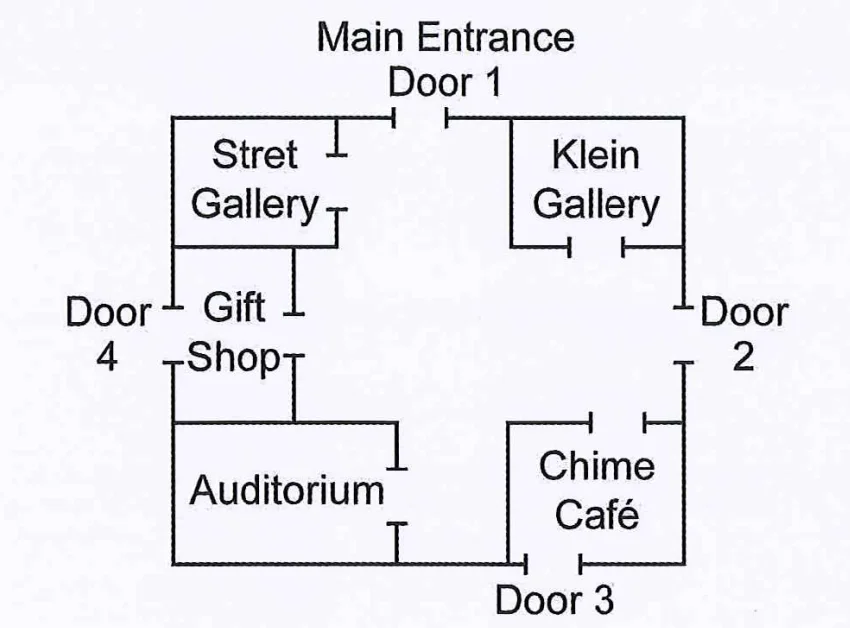 Main Entrance
Door 1
Stret
Gallery
Klein
Gallery
Door
4
Gift
Shop
Door
2
Auditorium
Chime
Café
Door 3